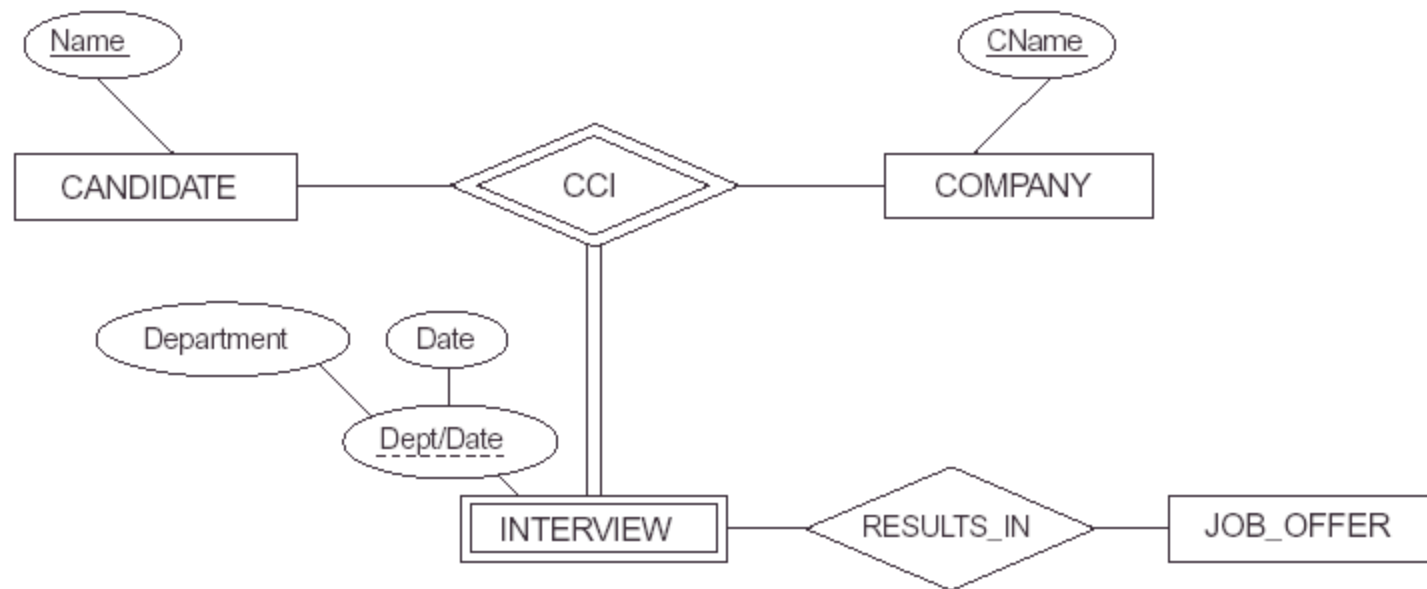 Name
CName
CANDIDATE
CCI
COMPANY
Department
Date
Dept/Date
INTERVIEW
RESULTS_IN
JOB_OFFER